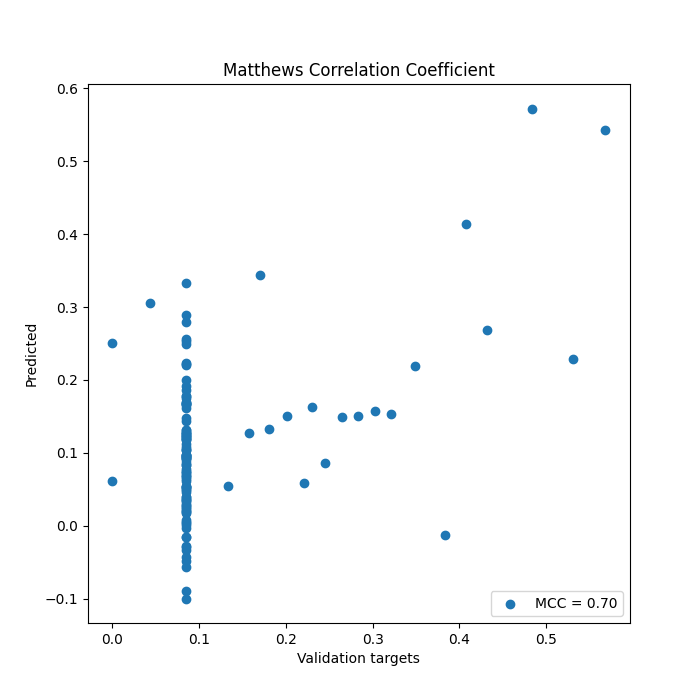 Matthews Correlation Coefficient
0.6
0.5
0.4
0.3
0.2
0.1
0.0
−0.1
Predicted
MCC = 0.70
0.0 0.1 0.2 0.3 0.4 0.5
Validation targets